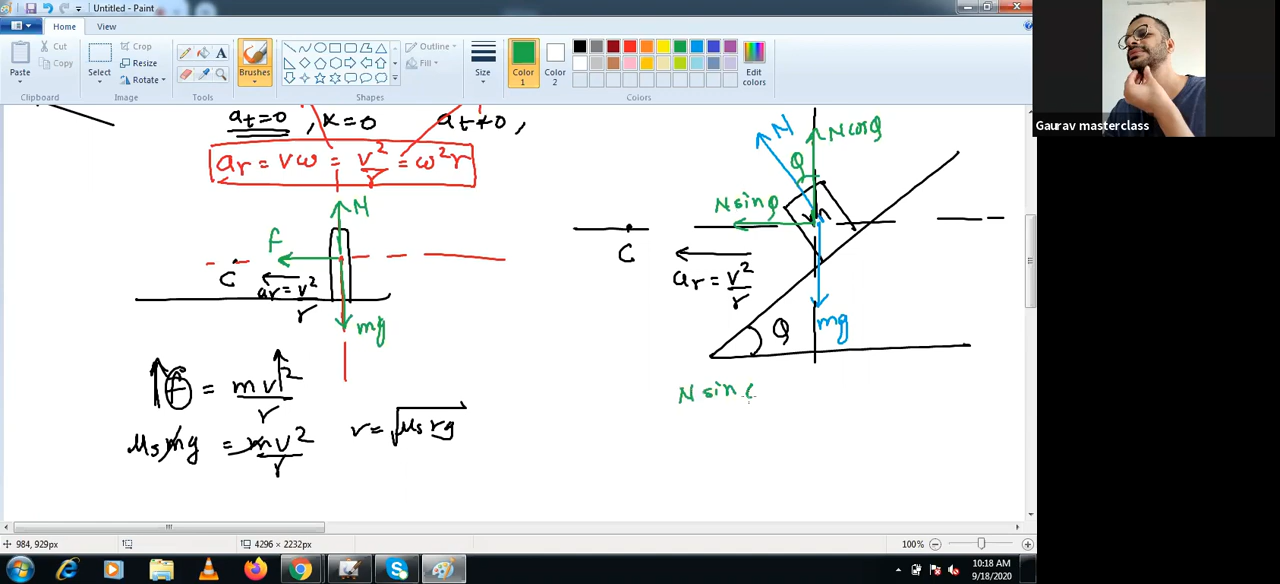 Untitled - Paint
Home
View
Paste
Cut
Copy
Clipboard
Select
Crop
Resize
Rotate
Image
Tools
Brushes
Shapes
Outline
Fill
Size
Color 1
Color 2
Edit colors
Colors
Gaurav masterclass
at=0 , α=0
at≠0,
ar = vω = v²/r = ω²r
N
f
C
ar = v²/r
mg
f = mv²/r
μs mg = mv²/r
v = √μs rg
N
N cosθ
θ
N sinθ
m
C
ar = v²/r
mg
θ
N sin
984, 929px
4296 × 2232px
100%
10:18 AM
9/18/2020